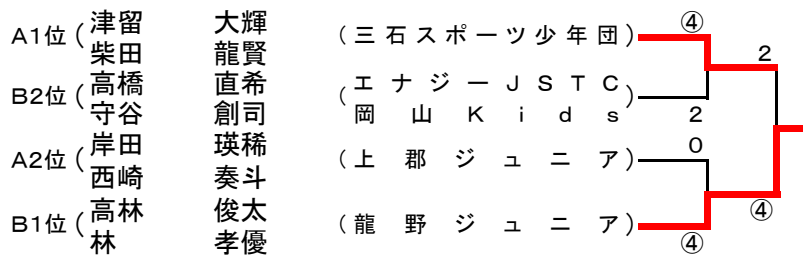 津留 大輝 ④
A1位( (三石スポーツ少年団)
柴田 龍賢 2
高橋 直希 エナジーJSTC
B2位( ( )
守谷 創司 岡山Kids 2
岸田 瑛稀 0
A2位( (上郡ジュニア)
西崎 奏斗
高林 俊太 ④
B1位( (龍野ジュニア)
林 孝優 ④